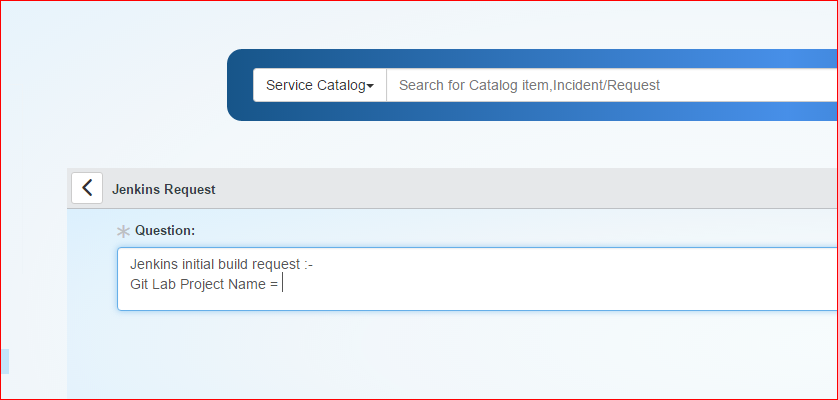 Service Catalog
Search for Catalog item,Incident/Request
Jenkins Request
Question:
Jenkins initial build request :-
Git Lab Project Name =